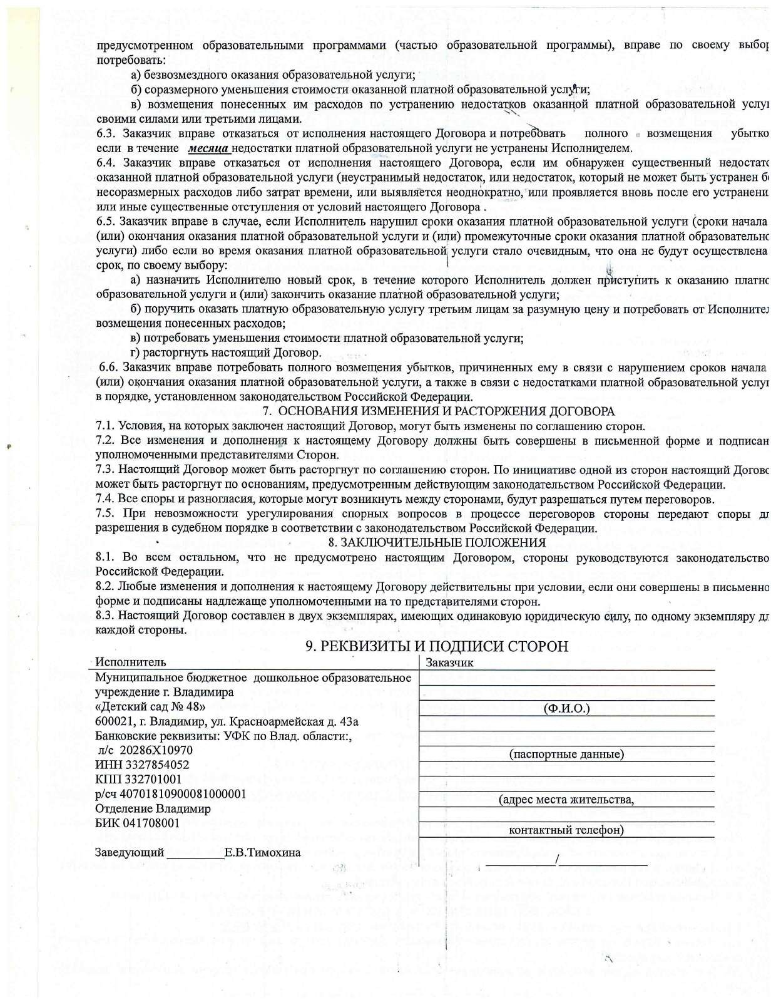 предусмотренном образовательными программами (частью образовательной программы), вправе по своему выбор
потребовать:
а) безвозмездного оказания образовательной услуги;
б) соразмерного уменьшения стоимости оказанной платной образовательной услуги;
в) возмещения понесенных им расходов по устранению недостатков оказанной платной образовательной услуг
своими силами или третьими лицами.
6.3. Заказчик вправе отказаться от исполнения настоящего Договора и потребовать полного возмещения убытко
если в течение месяца недостатки платной образовательной услуги не устранены Исполнителем.
6.4. Заказчик вправе отказаться от исполнения настоящего Договора, если им обнаружен существенный недостато
оказанной платной образовательной услуги (неустранимый недостаток, или недостаток, который не может быть устранен бе
несоразмерных расходов либо затрат времени, или выявляется неоднократно, или проявляется вновь после его устранени
или иные существенные отступления от условий настоящего Договора .
6.5. Заказчик вправе в случае, если Исполнитель нарушил сроки оказания платной образовательной услуги (сроки начала
(или) окончания оказания платной образовательной услуги и (или) промежуточные сроки оказания платной образовательно
услуги) либо если во время оказания платной образовательной услуги стало очевидным, что она не будут осуществлена
срок, по своему выбору:
а) назначить Исполнителю новый срок, в течение которого Исполнитель должен приступить к оказанию платно
образовательной услуги и (или) закончить оказание платной образовательной услуги;
б) поручить оказать платную образовательную услугу третьим лицам за разумную цену и потребовать от Исполнител
возмещения понесенных расходов;
в) потребовать уменьшения стоимости платной образовательной услуги;
г) расторгнуть настоящий Договор.
6.6. Заказчик вправе потребовать полного возмещения убытков, причиненных ему в связи с нарушением сроков начала
(или) окончания оказания платной образовательной услуги, а также в связи с недостатками платной образовательной услуг
в порядке, установленном законодательством Российской Федерации.
7. ОСНОВАНИЯ ИЗМЕНЕНИЯ И РАСТОРЖЕНИЯ ДОГОВОРА
7.1. Условия, на которых заключен настоящий Договор, могут быть изменены по соглашению сторон.
7.2. Все изменения и дополнения к настоящему Договору должны быть совершены в письменной форме и подписан
уполномоченными представителями Сторон.
7.3. Настоящий Договор может быть расторгнут по соглашению сторон. По инициативе одной из сторон настоящий Догово
может быть расторгнут по основаниям, предусмотренным действующим законодательством Российской Федерации.
7.4. Все споры и разногласия, которые могут возникнуть между сторонами, будут разрешаться путем переговоров.
7.5. При невозможности урегулирования спорных вопросов в процессе переговоров стороны передают споры дл
разрешения в судебном порядке в соответствии с законодательством Российской Федерации.
8. ЗАКЛЮЧИТЕЛЬНЫЕ ПОЛОЖЕНИЯ
8.1. Во всем остальном, что не предусмотрено настоящим Договором, стороны руководствуются законодательство
Российской Федерации.
8.2. Любые изменения и дополнения к настоящему Договору действительны при условии, если они совершены в письменно
форме и подписаны надлежаще уполномоченными на то представителями сторон.
8.3. Настоящий Договор составлен в двух экземплярах, имеющих одинаковую юридическую силу, по одному экземпляру дл
каждой стороны.
9. РЕКВИЗИТЫ И ПОДПИСИ СТОРОН
Исполнитель
Муниципальное бюджетное дошкольное образовательное
учреждение г. Владимира
«Детский сад № 48»
600021, г. Владимир, ул. Красноармейская д. 43а
Банковские реквизиты: УФК по Влад. области:,
л/с 20286Х10970
ИНН 3327854052
КПП 332701001
р/сч 40701810900081000001
Отделение Владимир
БИК 041708001
Заведующий _________Е.В.Тимохина
Заказчик
(Ф.И.О.)
(паспортные данные)
(адрес места жительства,
контактный телефон)
___________/______________